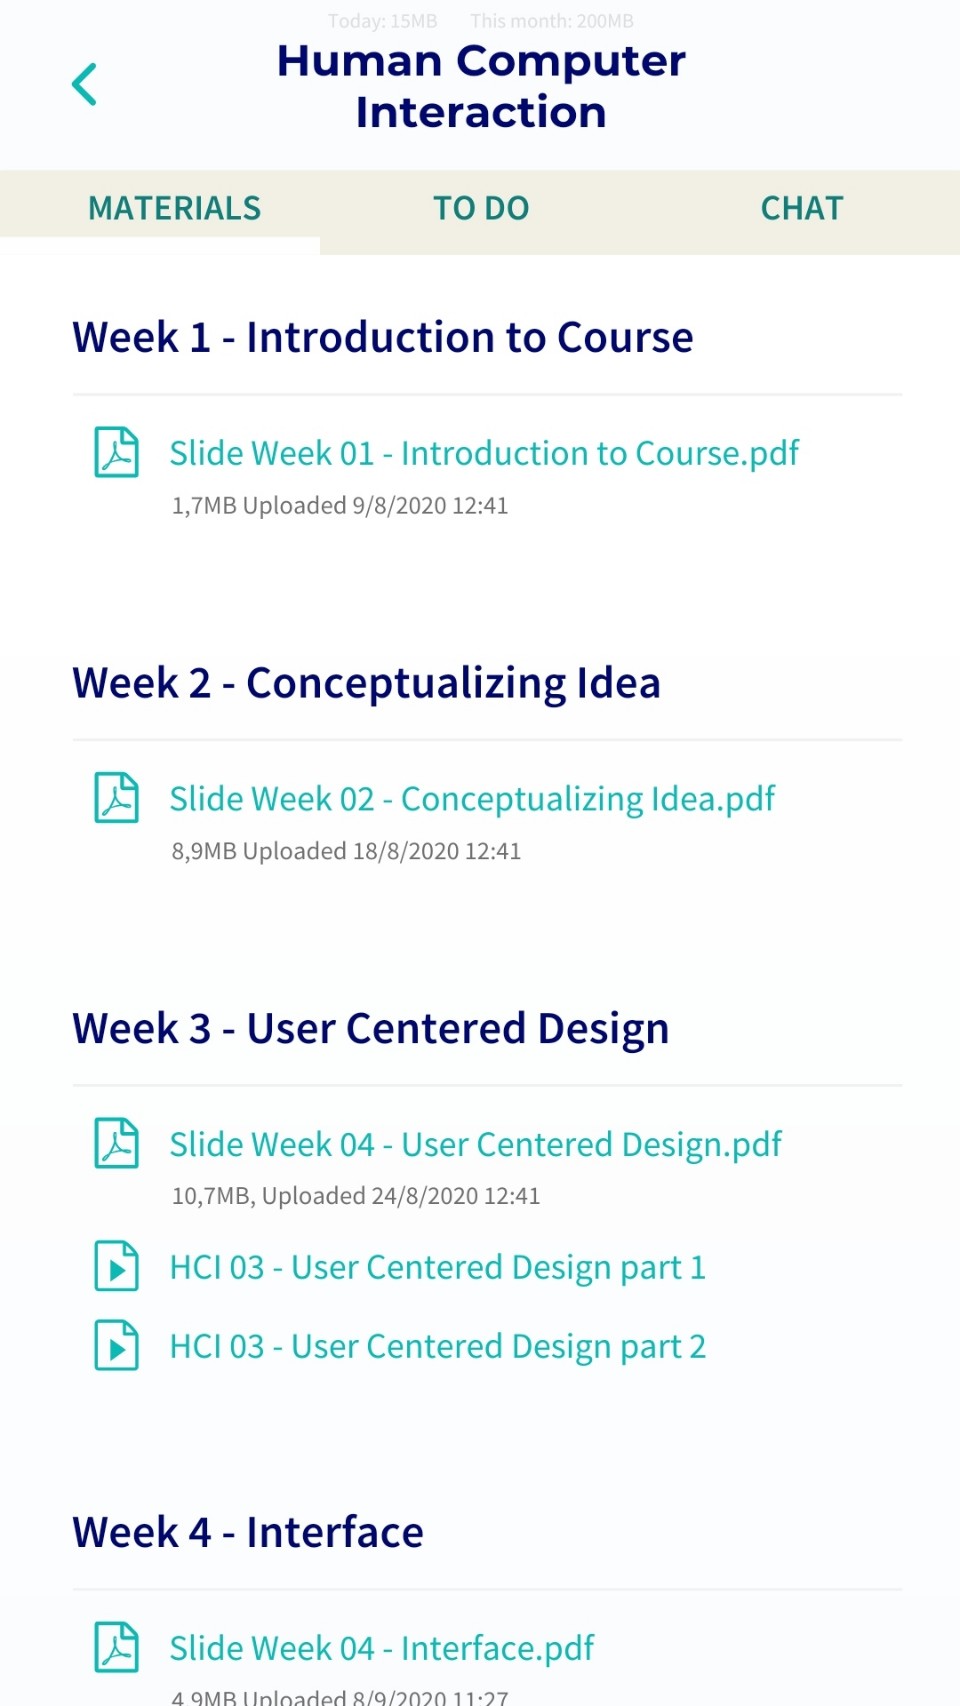 Today: 15MB This month: 200MB
Human Computer
Interaction
MATERIALS TO DO CHAT
Week 1 - Introduction to Course
Slide Week 01 - Introduction to Course.pdf
1,7MB Uploaded 9/8/2020 12:41
Week 2 - Conceptualizing Idea
Slide Week 02 - Conceptualizing Idea.pdf
8,9MB Uploaded 18/8/2020 12:41
Week 3 - User Centered Design
Slide Week 04 - User Centered Design.pdf
10,7MB, Uploaded 24/8/2020 12:41
HCI 03 - User Centered Design part 1
HCI 03 - User Centered Design part 2
Week 4 - Interface
Slide Week 04 - Interface.pdf
4,9MB Uploaded 8/9/2020 11:27